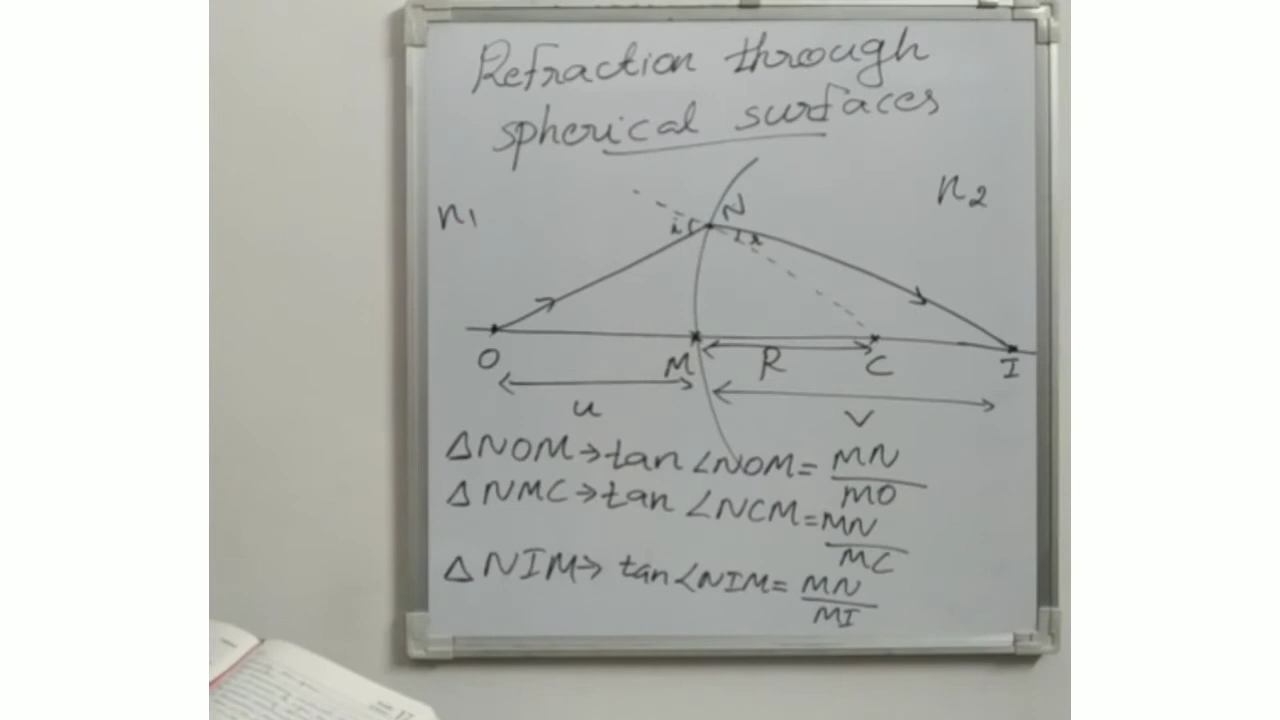 Refraction through
spherical surfaces
n1
n2
N
i
r
O
M
R
C
I
u
v
ΔNOM→tan ∠NOM= MN/MO
ΔNMC→tan ∠NCM=MN/MC
ΔNIM→ tan∠NIM= MN/MI